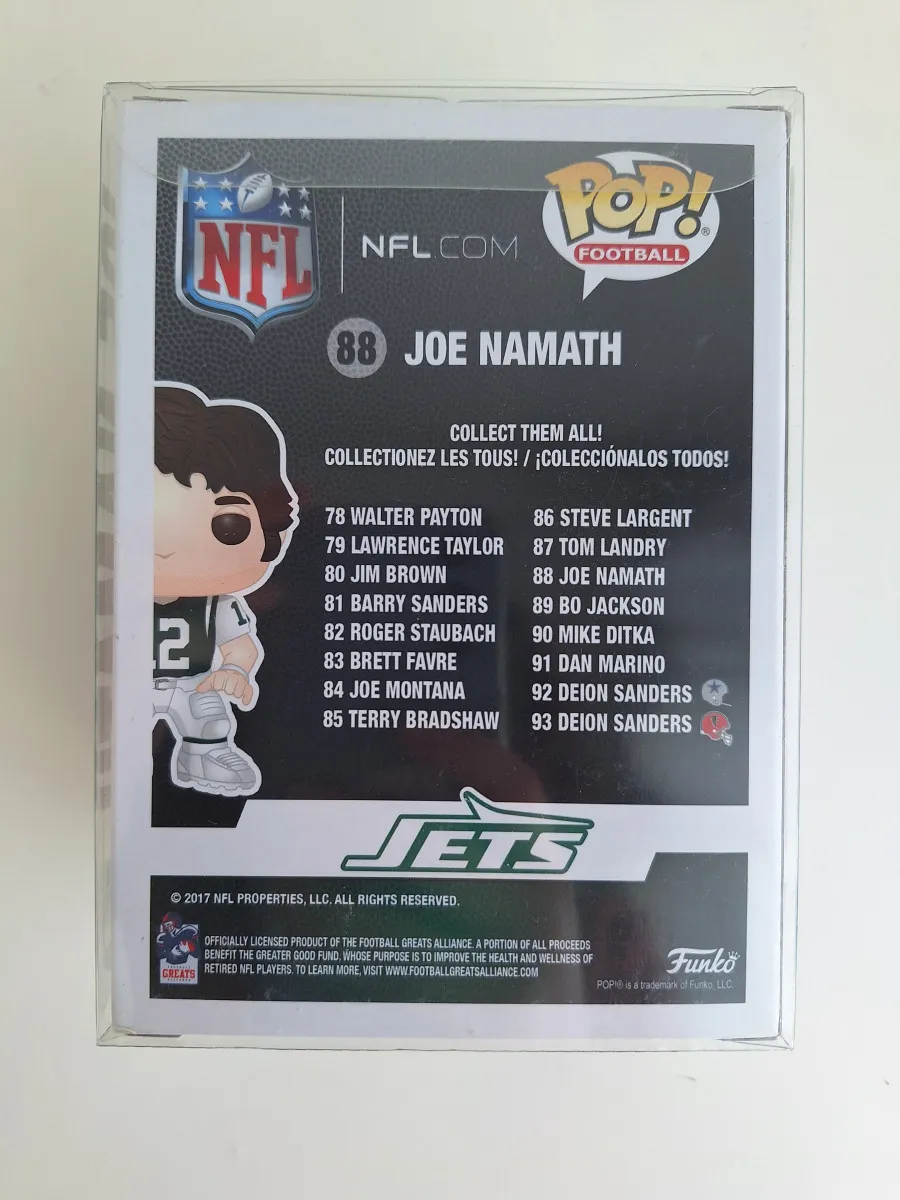 NFL
NFL.COM
POP!®
FOOTBALL
88 JOE NAMATH
COLLECT THEM ALL!
COLLECTIONEZ LES TOUS! / ¡COLECCIÓNALOS TODOS!
78 WALTER PAYTON
79 LAWRENCE TAYLOR
80 JIM BROWN
81 BARRY SANDERS
82 ROGER STAUBACH
83 BRETT FAVRE
84 JOE MONTANA
85 TERRY BRADSHAW
86 STEVE LARGENT
87 TOM LANDRY
88 JOE NAMATH
89 BO JACKSON
90 MIKE DITKA
91 DAN MARINO
92 DEION SANDERS
93 DEION SANDERS
12
1
JETS
© 2017 NFL PROPERTIES, LLC. ALL RIGHTS RESERVED.
GREATS
OFFICIALLY LICENSED PRODUCT OF THE FOOTBALL GREATS ALLIANCE. A PORTION OF ALL PROCEEDS
BENEFIT THE GREATER GOOD FUND, WHOSE PURPOSE IS TO IMPROVE THE HEALTH AND WELLNESS OF
RETIRED NFL PLAYERS. TO LEARN MORE, VISIT WWW.FOOTBALLGREATSALLIANCE.COM
Funko
POP!® is a trademark of Funko, LLC.